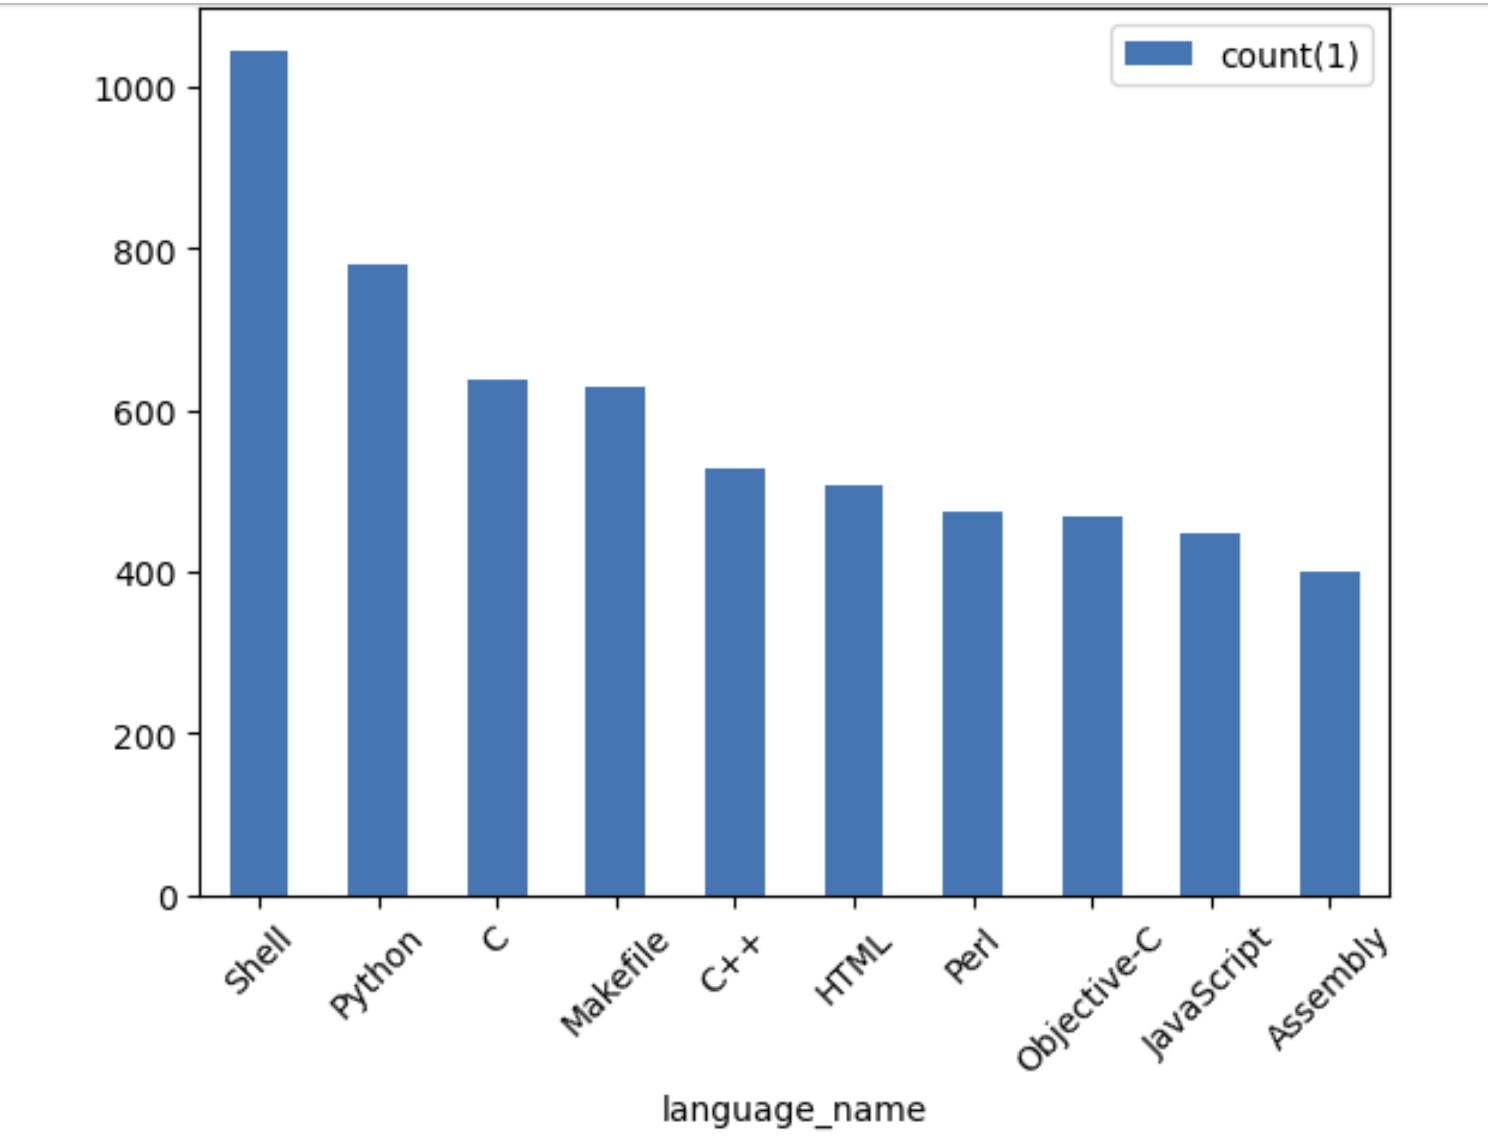 count(1)
1000
800
600
400
200
0
Shell
Python
C
Makefile
C++
HTML
Perl
Objective-C
JavaScript
Assembly
language_name